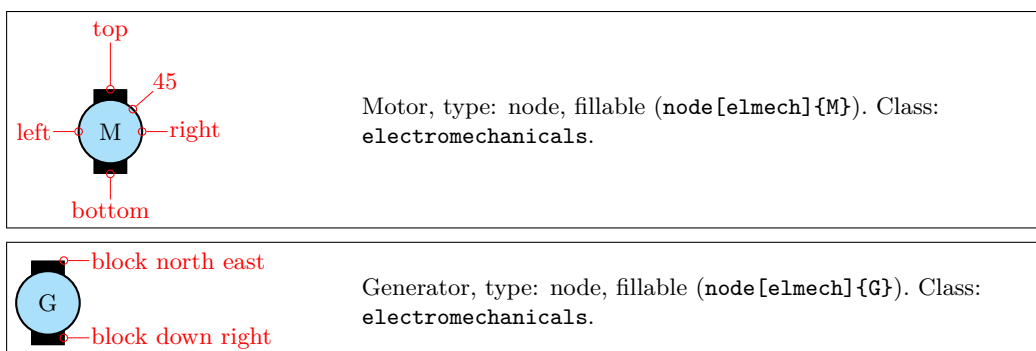 top
45
left
M
right
bottom
Motor, type: node, fillable (node[elmech]{M}). Class:
electromechanicals.
block north east
G
block down right
Generator, type: node, fillable (node[elmech]{G}). Class:
electromechanicals.